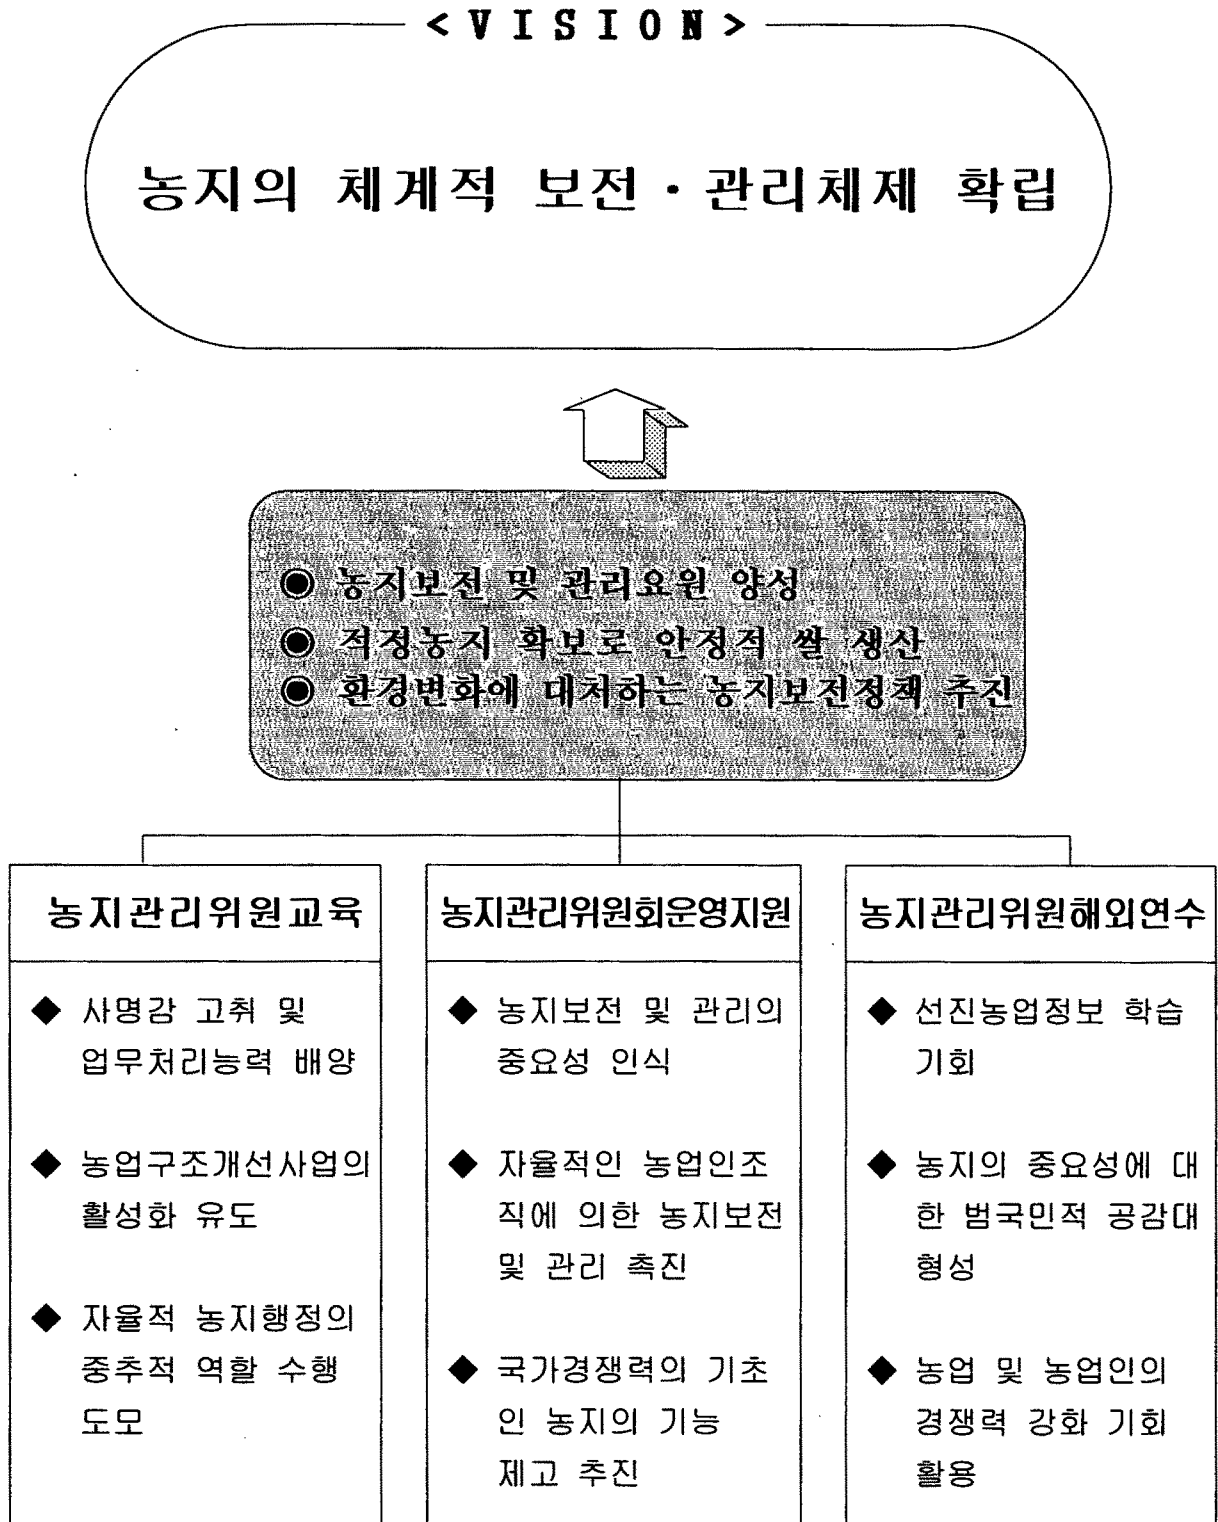 < V I S I O N >
농지의 체계적 보전 · 관리체제 확립
◉ 농지보전 및 관리요원 양성
◉ 적정농지 확보로 안정적 쌀 생산
◉ 환경변화에 대처하는 농지보전정책 추진
농지관리위원교육
◆ 사명감 고취 및
업무처리능력 배양
◆ 농업구조개선사업의
활성화 유도
◆ 자율적 농지행정의
중추적 역할 수행
도모
농지관리위원회운영지원
◆ 농지보전 및 관리의
중요성 인식
◆ 자율적인 농업인조
직에 의한 농지보전
및 관리 촉진
◆ 국가경쟁력의 기초
인 농지의 기능
제고 추진
농지관리위원해외연수
◆ 선진농업정보 학습
기회
◆ 농지의 중요성에 대
한 범국민적 공감대
형성
◆ 농업 및 농업인의
경쟁력 강화 기회
활용